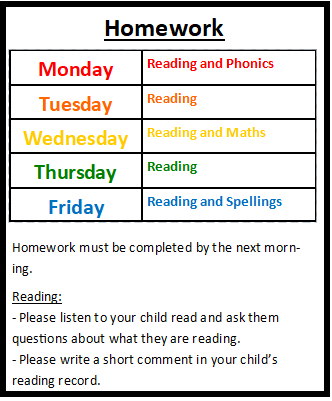 Homework
Monday Reading and Phonics
Tuesday Reading
Wednesday Reading and Maths
Thursday Reading
Friday Reading and Spellings
Homework must be completed by the next morn-
ing.
Reading:
- Please listen to your child read and ask them
questions about what they are reading.
- Please write a short comment in your child's
reading record.